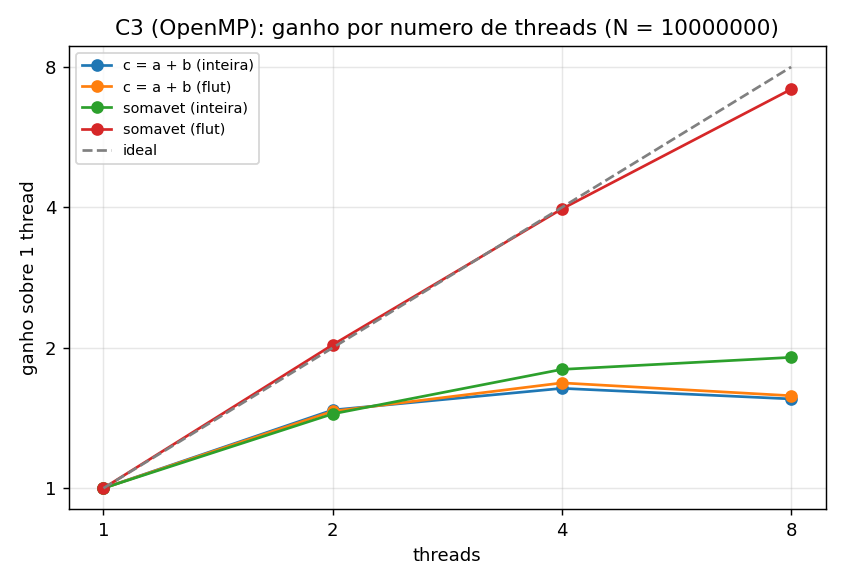 C3 (OpenMP): ganho por numero de threads (N = 10000000)
c = a + b (inteira)
c = a + b (flut)
somavet (inteira)
somavet (flut)
ideal
ganho sobre 1 thread
8
4
2
1
1 2 4 8
threads